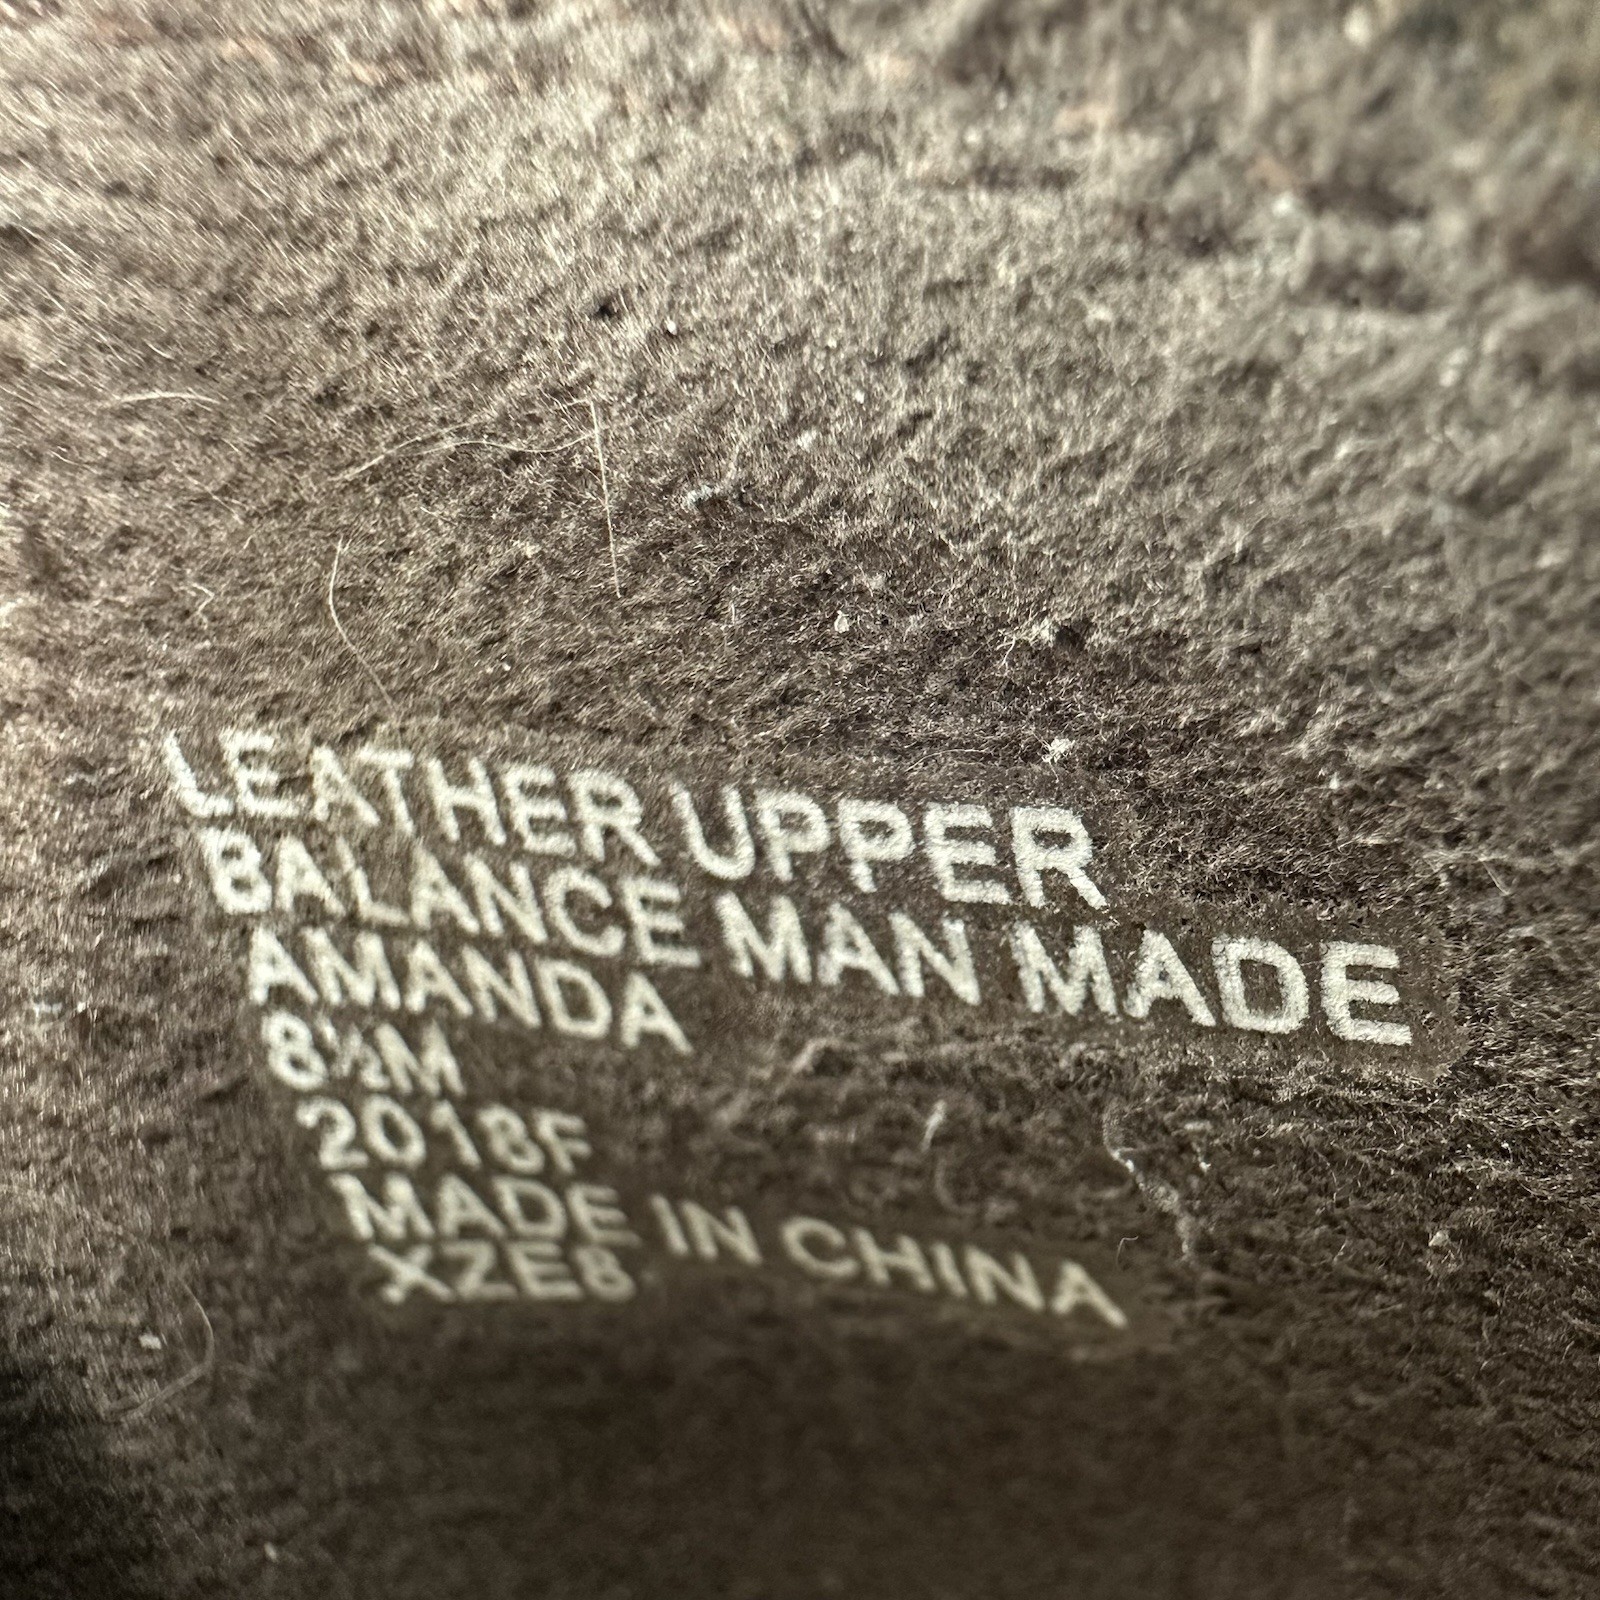 LEATHER UPPER
BALANCE MAN MADE
AMANDA
8½M
2018F
MADE IN CHINA
XZE8